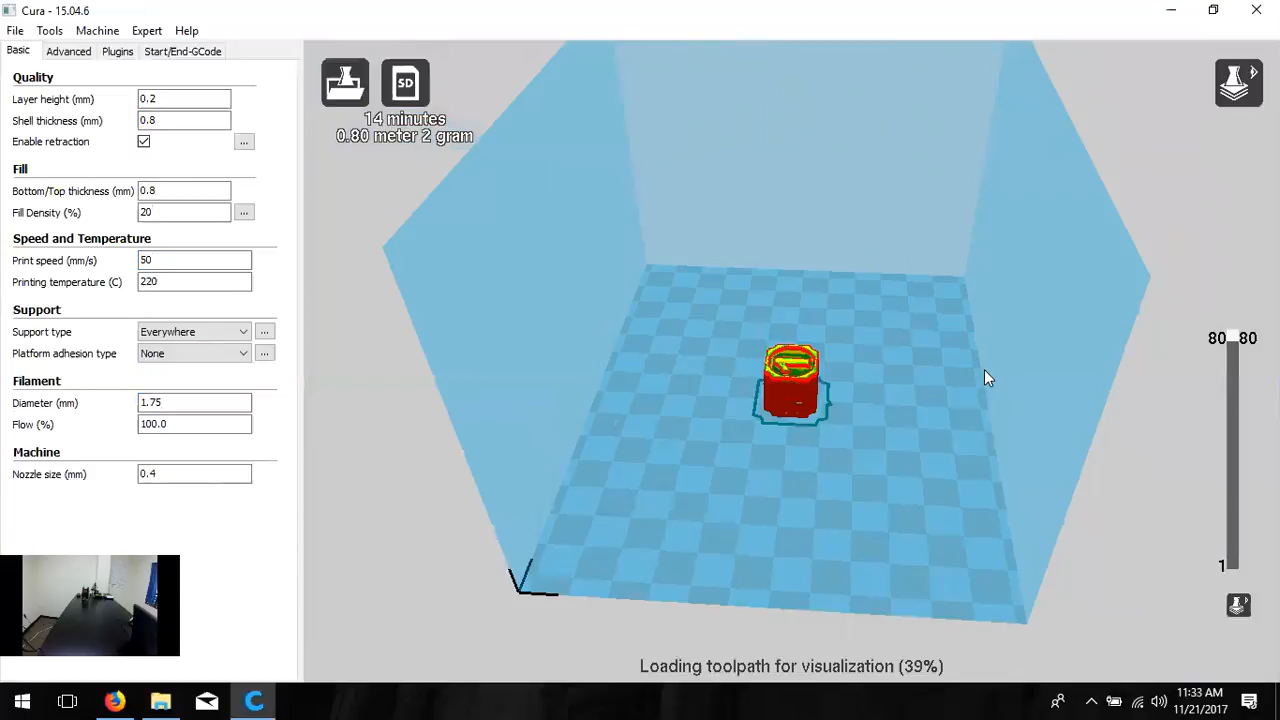 Cura - 15.04.6
File Tools Machine Expert Help
Basic Advanced Plugins Start/End-GCode
Quality
Layer height (mm) 0.2
Shell thickness (mm) 0.8
Enable retraction ...
Fill
Bottom/Top thickness (mm) 0.8
Fill Density (%) 20 ...
Speed and Temperature
Print speed (mm/s) 50
Printing temperature (C) 220
Support
Support type Everywhere ...
Platform adhesion type None ...
Filament
Diameter (mm) 1.75
Flow (%) 100.0
Machine
Nozzle size (mm) 0.4
SD
14 minutes
0.80 meter 2 gram
80 80
1
Loading toolpath for visualization (39%)
11:33 AM
11/21/2017